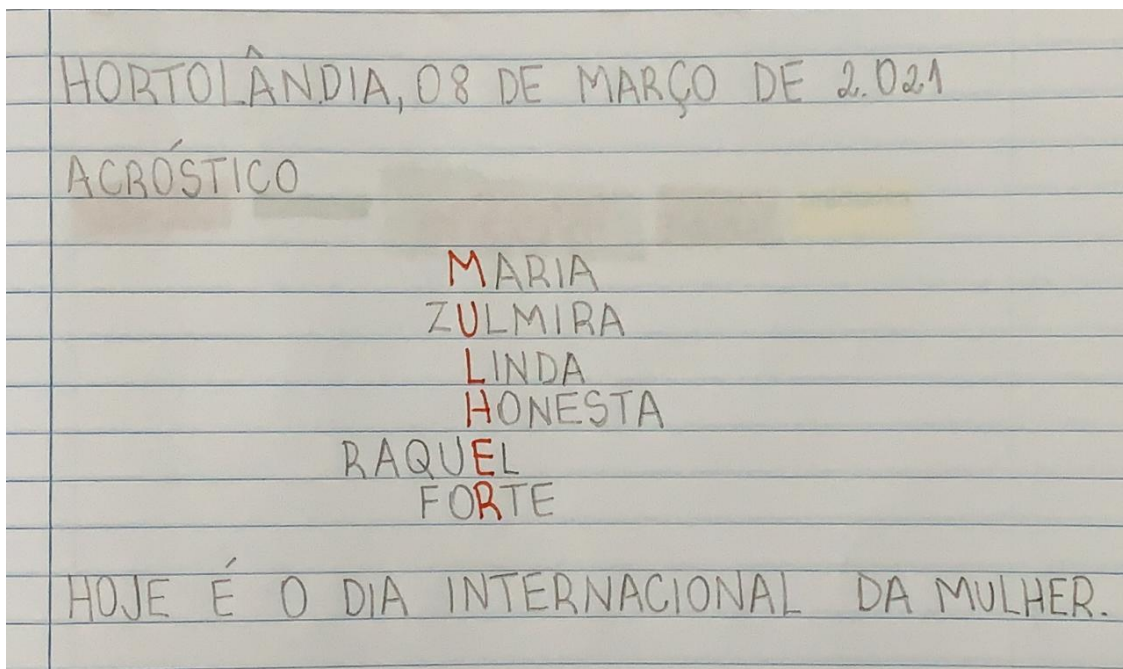 HORTOLÂNDIA, 08 DE MARÇO DE 2.021
ACRÓSTICO
MARIA
ZULMIRA
LINDA
HONESTA
RAQUEL
FORTE
HOJE É O DIA INTERNACIONAL DA MULHER.